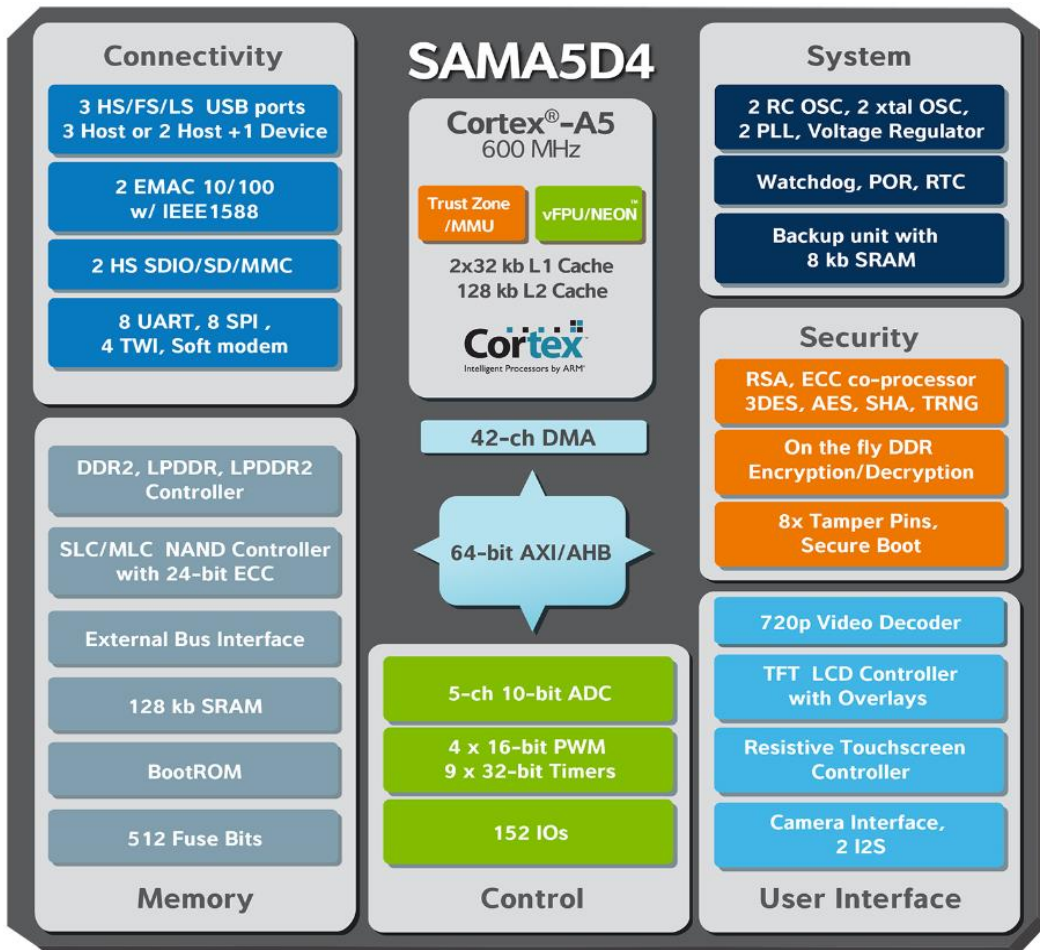 SAMA5D4
Connectivity
3 HS/FS/LS USB ports
3 Host or 2 Host +1 Device
2 EMAC 10/100
w/ IEEE1588
2 HS SDIO/SD/MMC
8 UART, 8 SPI ,
4 TWI, Soft modem
Cortex®-A5
600 MHz
Trust Zone
/MMU
vFPU/NEON™
2x32 kb L1 Cache
128 kb L2 Cache
Cortex™
Intelligent Processors by ARM®
System
2 RC OSC, 2 xtal OSC,
2 PLL, Voltage Regulator
Watchdog, POR, RTC
Backup unit with
8 kb SRAM
Security
RSA, ECC co-processor
3DES, AES, SHA, TRNG
On the fly DDR
Encryption/Decryption
8x Tamper Pins,
Secure Boot
42-ch DMA
64-bit AXI/AHB
DDR2, LPDDR, LPDDR2
Controller
SLC/MLC NAND Controller
with 24-bit ECC
External Bus Interface
128 kb SRAM
BootROM
512 Fuse Bits
Memory
5-ch 10-bit ADC
4 x 16-bit PWM
9 x 32-bit Timers
152 IOs
Control
720p Video Decoder
TFT LCD Controller
with Overlays
Resistive Touchscreen
Controller
Camera Interface,
2 I2S
User Interface